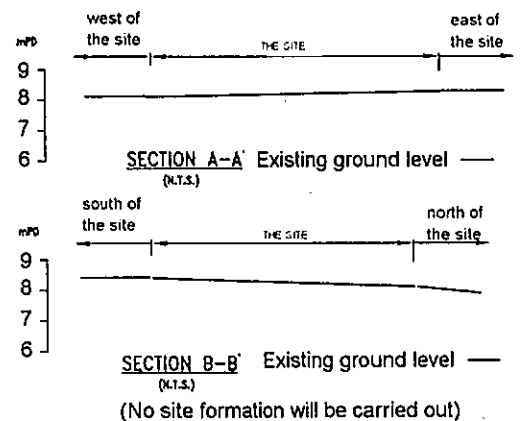 west of
the site
THE SITE
east of
the site
mPD
9
8
7
6
SECTION A-A' Existing ground level
(N.T.S.)
south of
the site
THE SITE
north of
the site
mPD
9
8
7
6
SECTION B-B' Existing ground level
(N.T.S.)
(No site formation will be carried out)